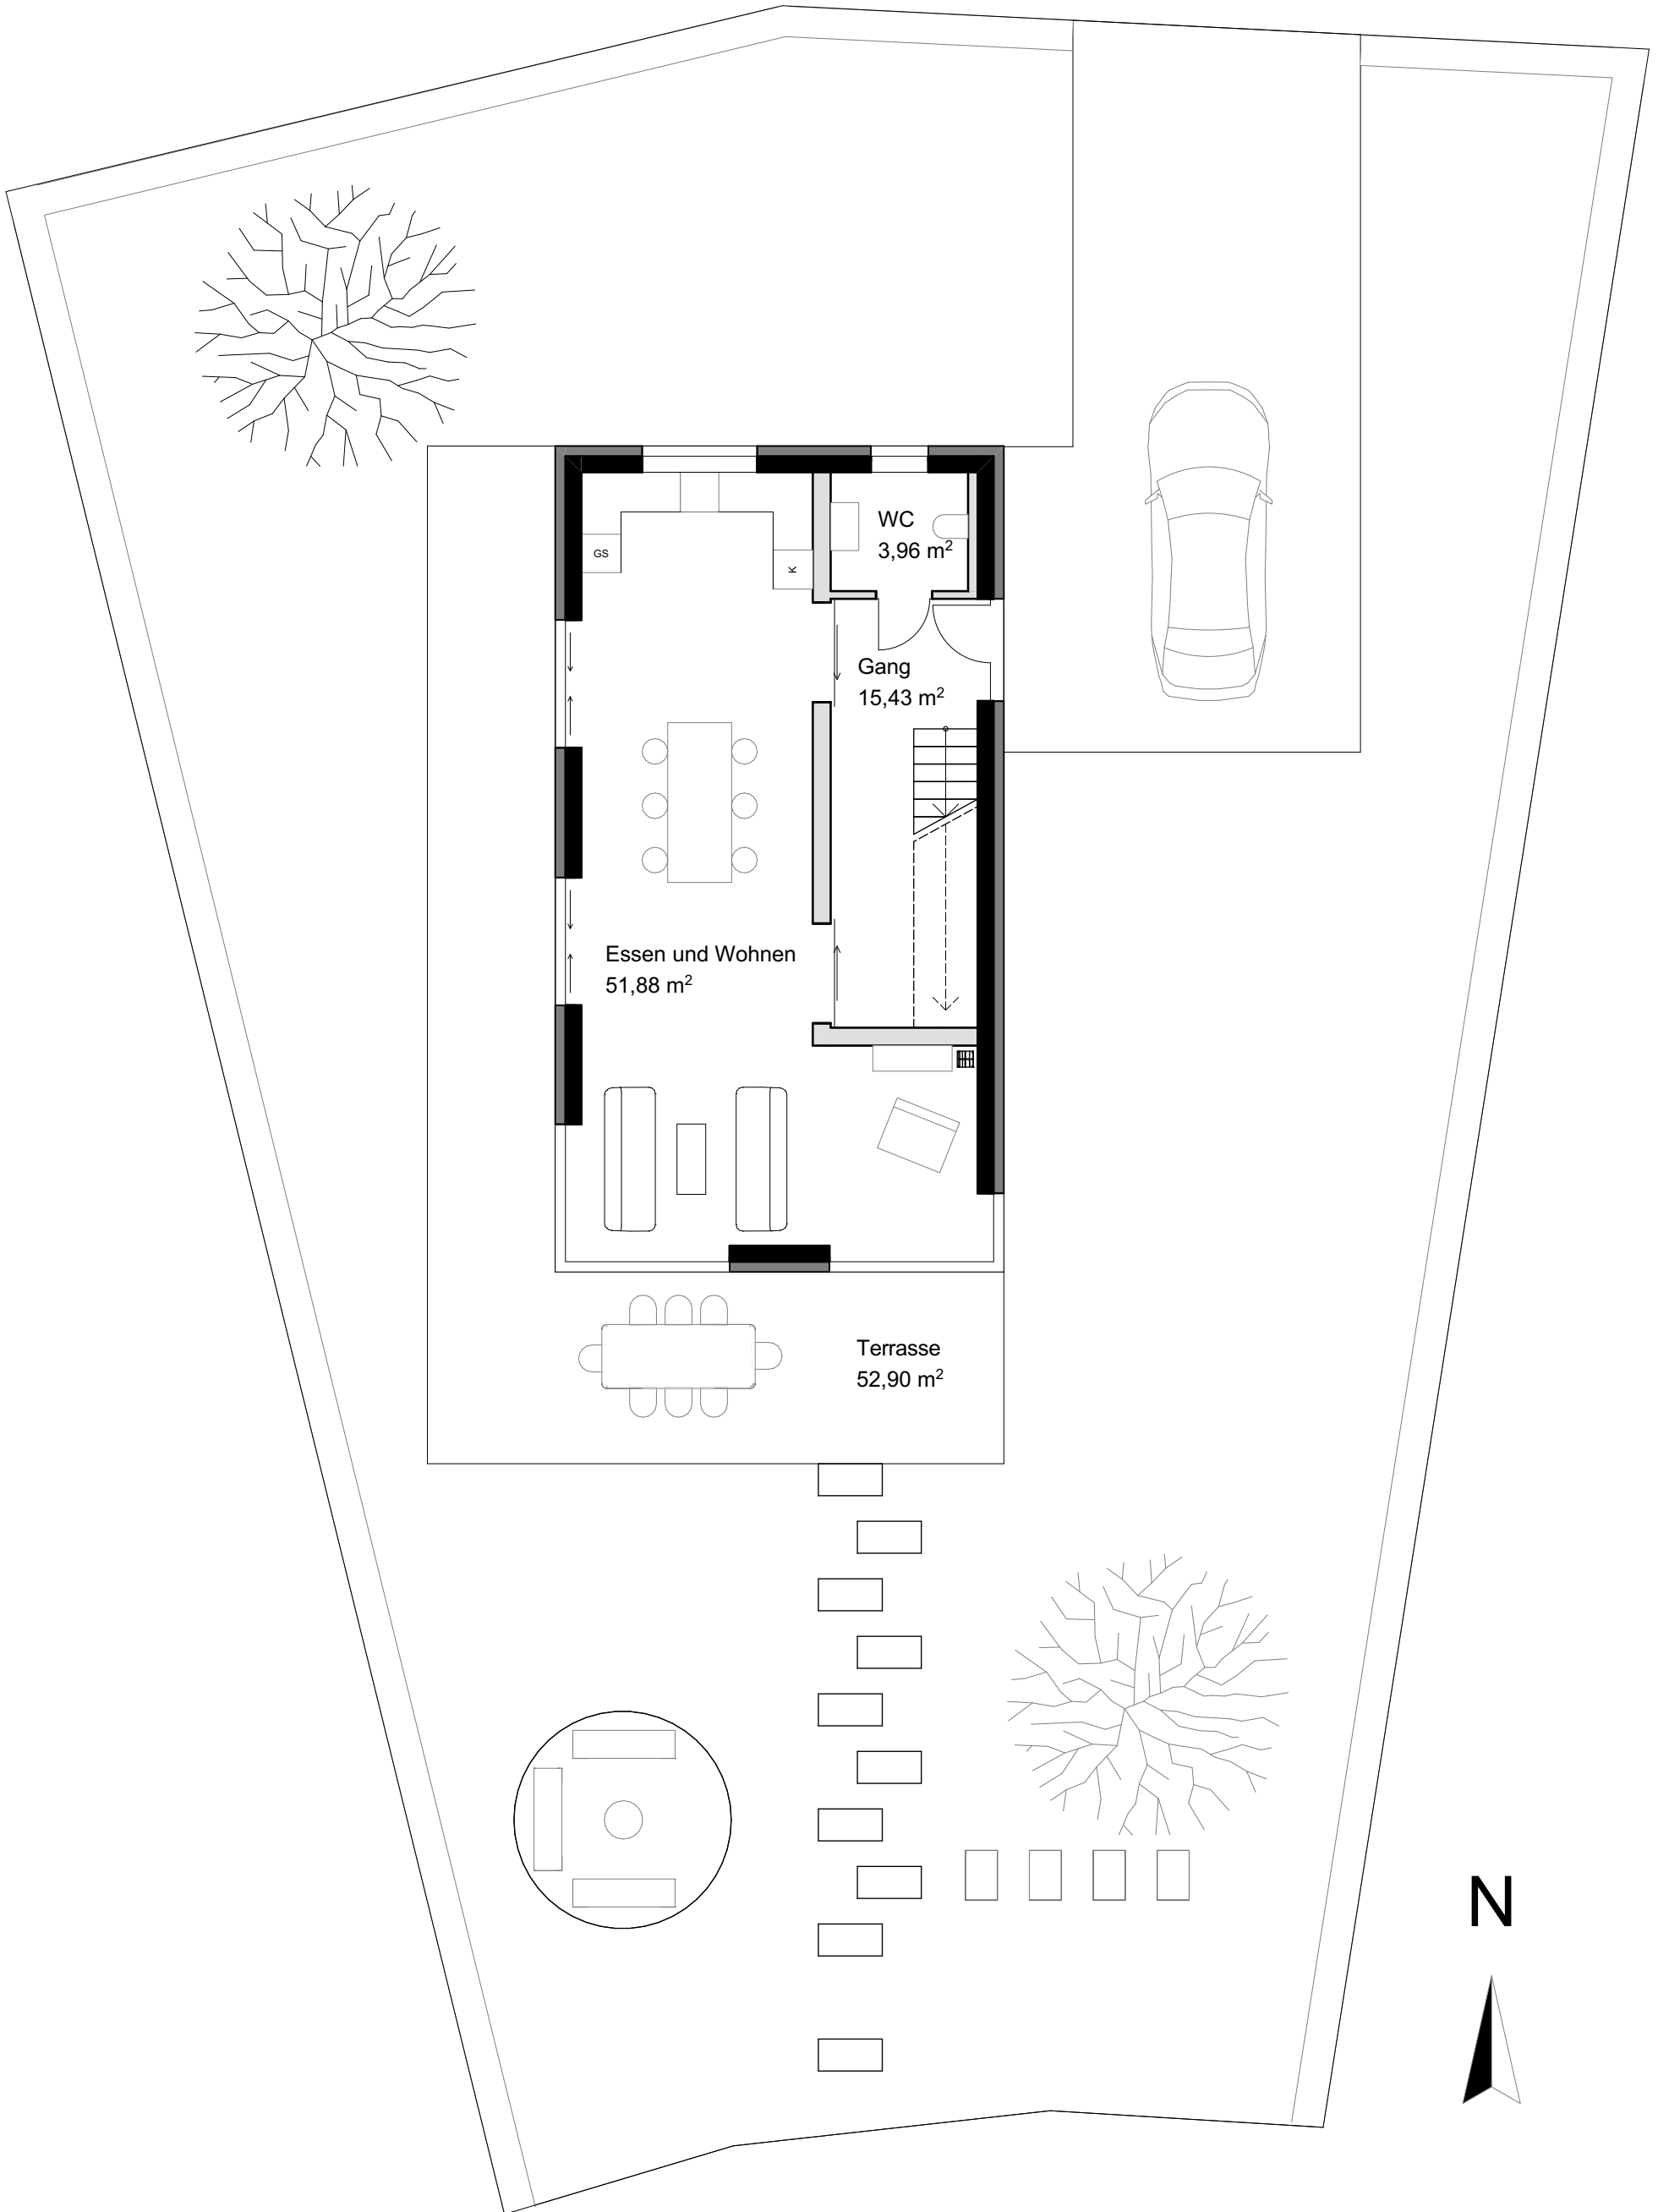 WC
3,96 m²
GS
K
Gang
15,43 m²
Essen und Wohnen
51,88 m²
Terrasse
52,90 m²
N